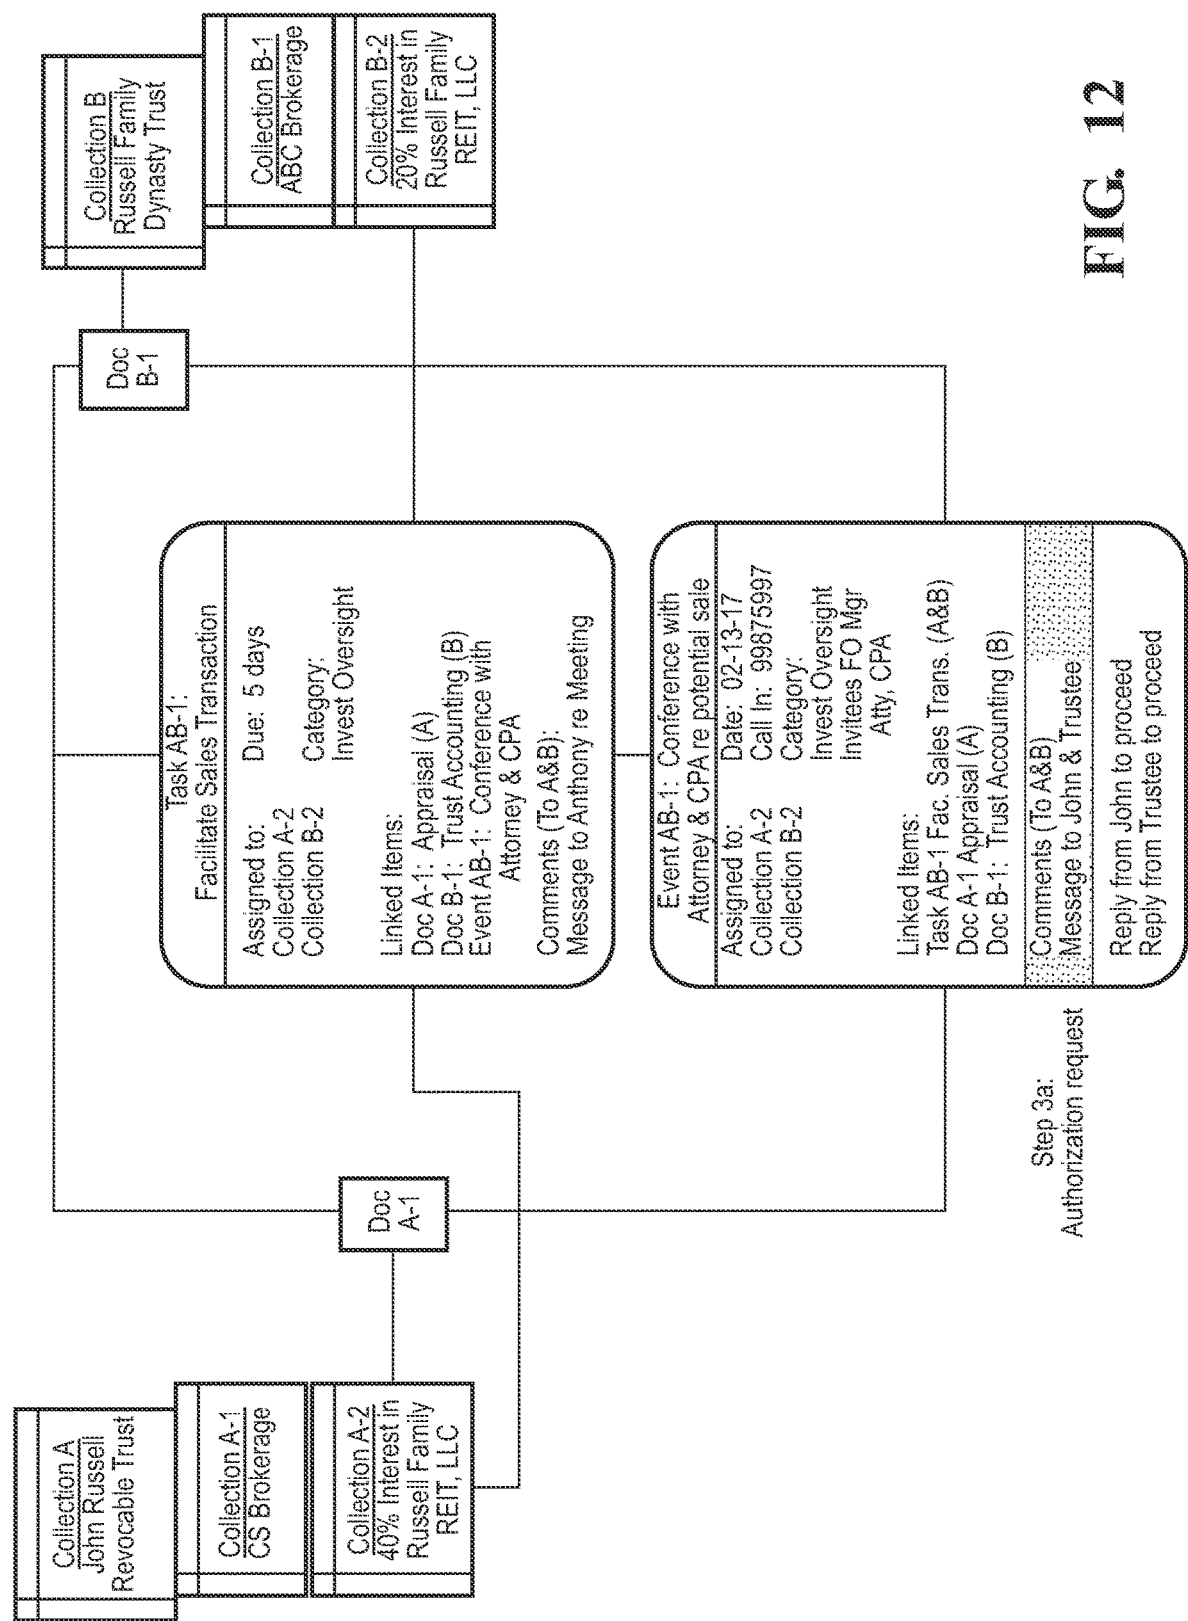 Collection A
John Russell
Revocable Trust
Collection A-1
CS Brokerage
Collection A-2
40% Interest in
Russell Family
REIT, LLC
Doc
A-1
Task AB-1:
Facilitate Sales Transaction
Assigned to: Due: 5 days
Collection A-2
Collection B-2 Category:
Invest Oversight
Linked Items:
Doc A-1: Appraisal (A)
Doc B-1: Trust Accounting (B)
Event AB-1: Conference with
Attorney & CPA
Comments (To A&B):
Message to Anthony re Meeting
Event AB-1: Conference with
Attorney & CPA re potential sale
Assigned to: Date: 02-13-17
Collection A-2 Call In: 99875997
Collection B-2 Category:
Invest Oversight
Invitees FO Mgr
Atty, CPA
Linked Items:
Task AB-1 Fac. Sales Trans. (A&B)
Doc A-1 Appraisal (A)
Doc B-1: Trust Accounting (B)
Comments (To A&B)
Message to John & Trustee
Reply from John to proceed
Reply from Trustee to proceed
Step 3a:
Authorization request
Doc
B-1
Collection B
Russell Family
Dynasty Trust
Collection B-1
ABC Brokerage
Collection B-2
20% Interest in
Russell Family
REIT, LLC
FIG. 12